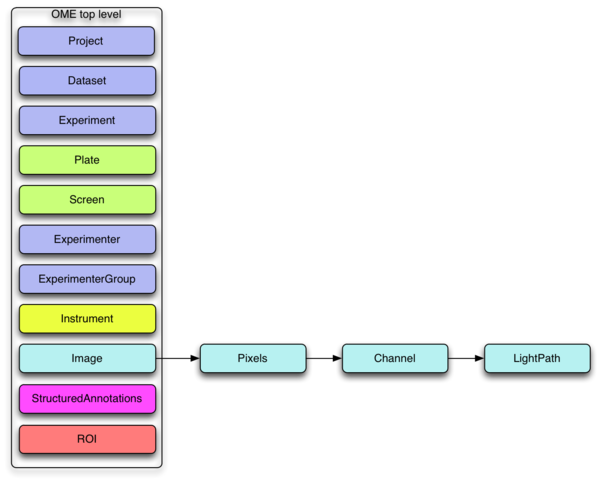 OME top level
Project
Dataset
Experiment
Plate
Screen
Experimenter
ExperimenterGroup
Instrument
Image
Pixels
Channel
LightPath
StructuredAnnotations
ROI